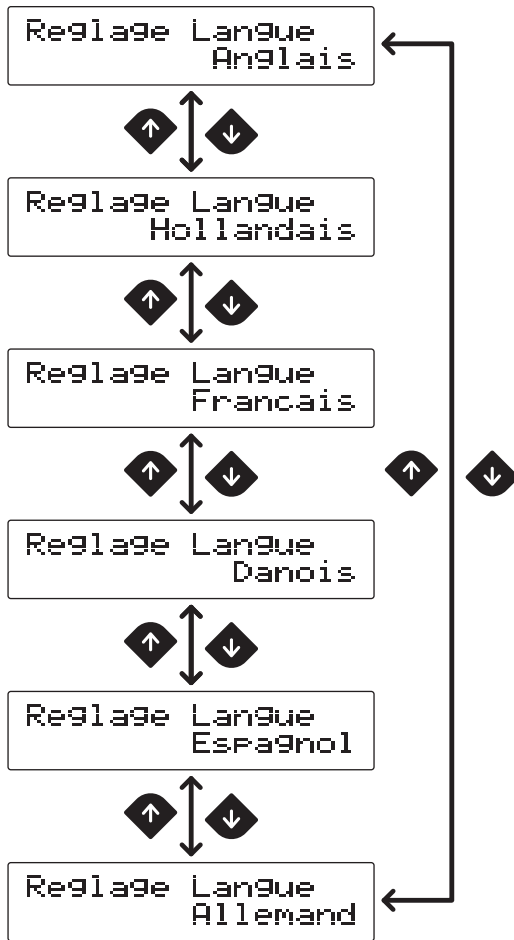 Reglage Langue
Anglais
Reglage Langue
Hollandais
Reglage Langue
Francais
Reglage Langue
Danois
Reglage Langue
Espagnol
Reglage Langue
Allemand